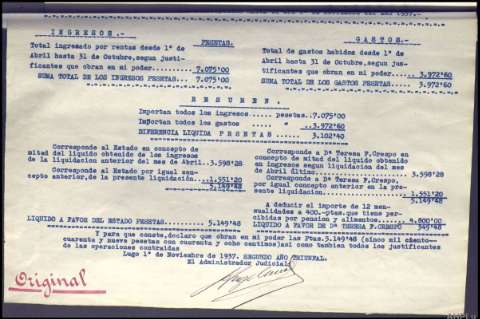 INGRESOS.-
PESETAS.
Total ingresado por rentas desde 1º de
Abril hasta 31 de Octubre,segun justi-
ficantes que obran en mi poder....... 7.075'00
SUMA TOTAL DE LOS INGRESOS PESETAS... 7.075'00
GASTOS.-
Total de gastos habidos desde 1º de
Abril hasta 31 de Octubre,segun jus-
tificantes que obran en mi poder.... 3.972'60
SUMA TOTAL DE LOS GASTOS PESETAS .. 3.972'60
RESUMEN.
Importan todos los ingresos ..... pesetas..7.075'00
Importan todos los gastos ..... " ..3.972'60
DIFERENCIA LIQUIDA PESETAS ....... 3.102'40
Corresponde al Estado en concepto de
mitad del líquido obtenido de los ingresos
de la liquidacion anterior del mes de Abril..3.598'28
Corresponde al Estado por igual con-
cepto anterior,de la presente liquidación. ..1.551'20
5.149'48
LIQUIDO A FAVOR DEL ESTADO PESETAS....... 5.149'48
Corresponde a Dª Teresa F.Crespo en
concepto de mitad del líquido obtenido
en ingresos segun liquidacion del mes
de Abril último.................... 3.598'28
Corresponde a Dª Teresa F.Crespo
por igual concepto anterior en la pre-
sente liquidación.................. 1.551'20
5.149'48
A deducir el importe de 12 men-
sualidades a 400.-ptas,que tiene per-
cibidas por pension y alimentos. 4.800'00
LIQUIDO A FAVOR DE Dª TERESA F.CRESPO 349'48
Y para que conste,declaro que obran en mi poder las Ptas.5.149'48 (cinco mil ciento
cuarenta y nueve pesetas con cuarenta y ocho centimos)asi como tambien todos los justificantes
de las operaciones contraidas
Lugo 1º de Noviembre de 1937. SEGUNDO AÑO TRIUNFAL.
El Administrador Judicial
Original